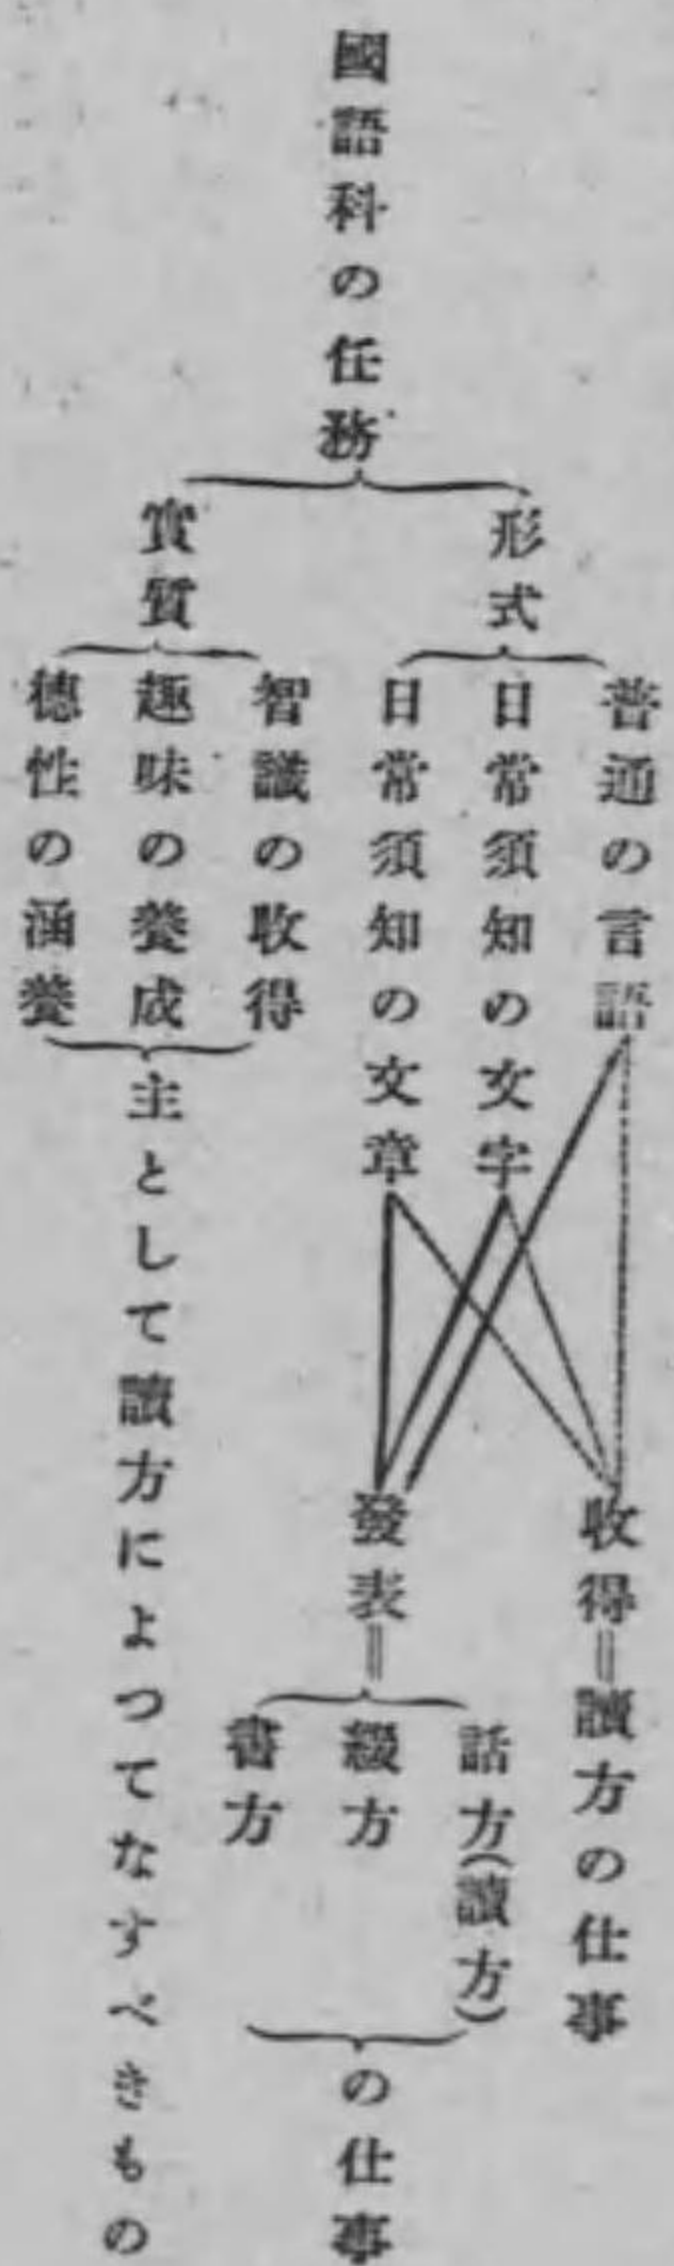 國語科の任務
形式
普通の言語
日常須知の文字
日常須知の文章
收得＝讀方の仕事
發表＝
話方(讀方)
綴方
書方
の仕事
實質
智識の收得
趣味の養成
德性の涵養
主として讀方によつてなすべきもの